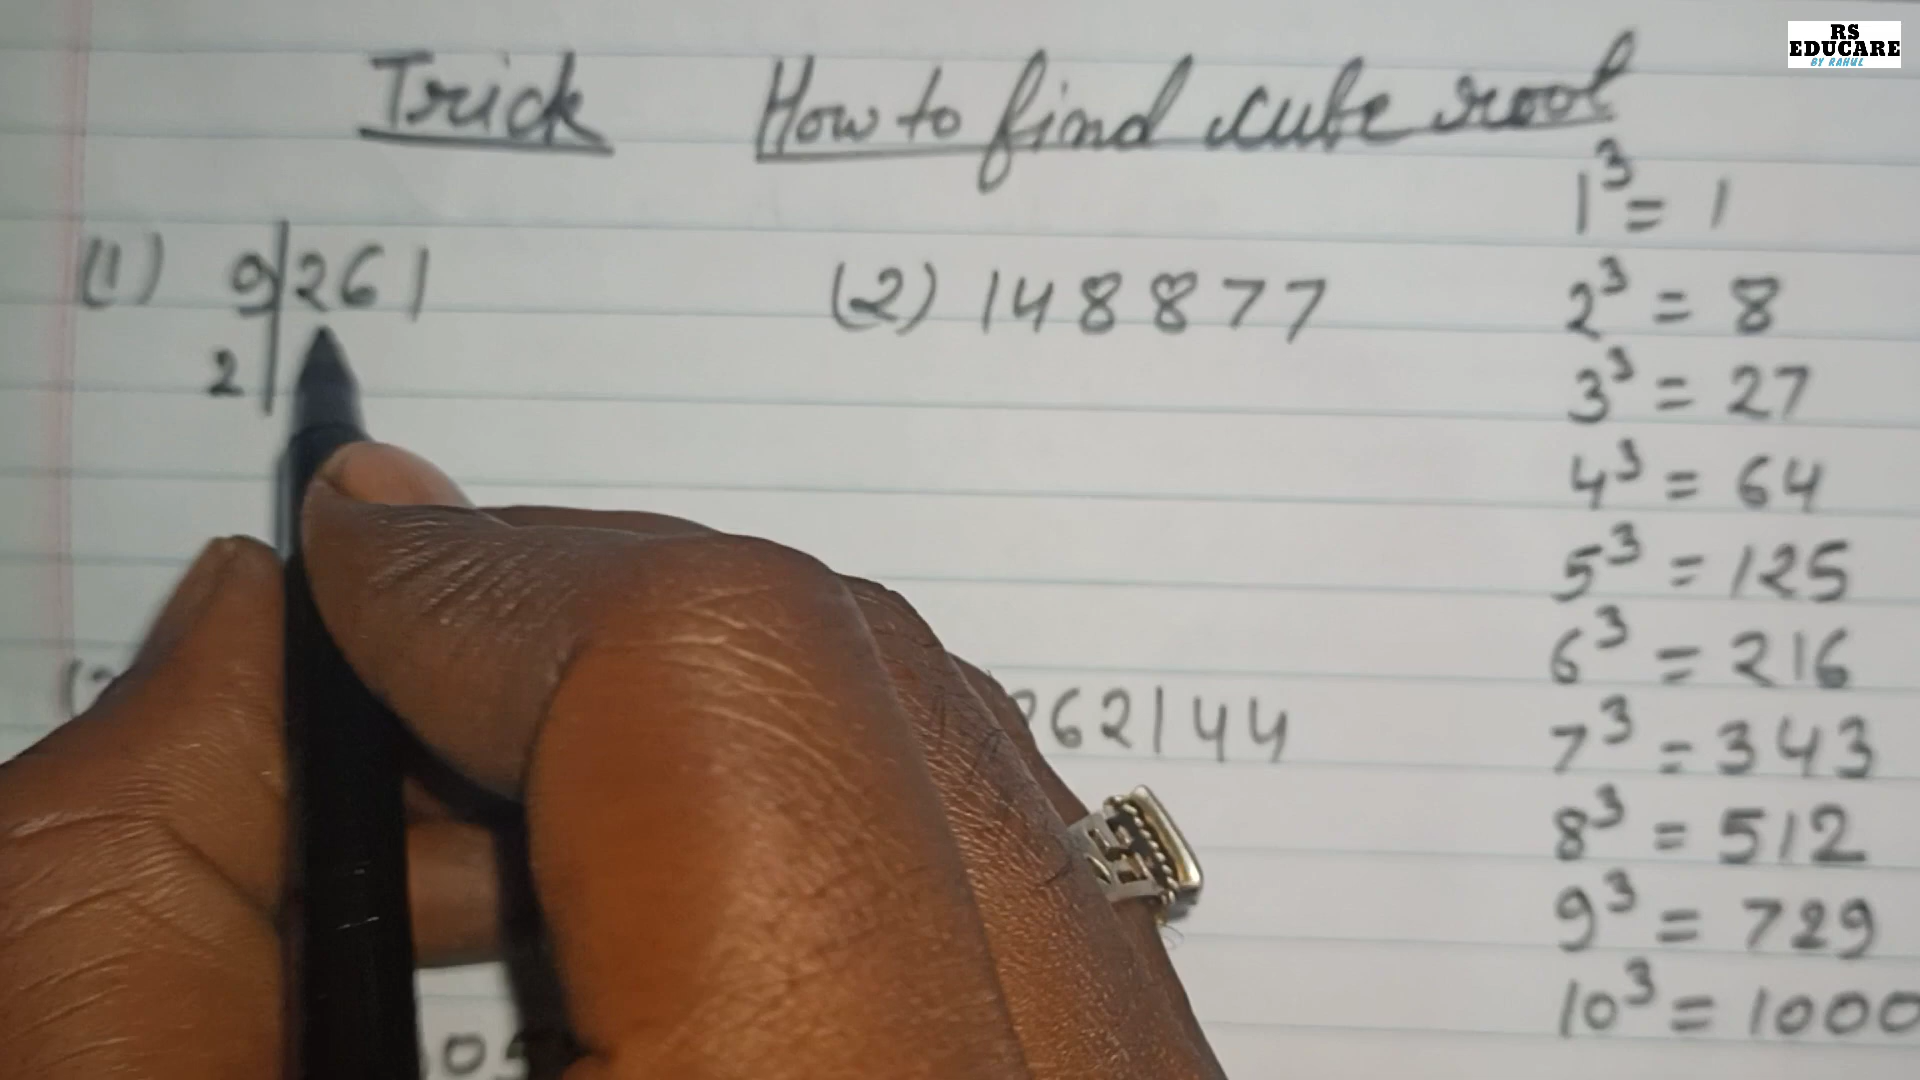 RS
EDUCARE
BY RAHUL
Trick How to find cube root
1³ = 1
(1) 9|261 (2) 148877
2
2³ = 8
3³ = 27
4³ = 64
5³ = 125
6³ = 216
262144
7³ = 343
8³ = 512
9³ = 729
10³ = 1000